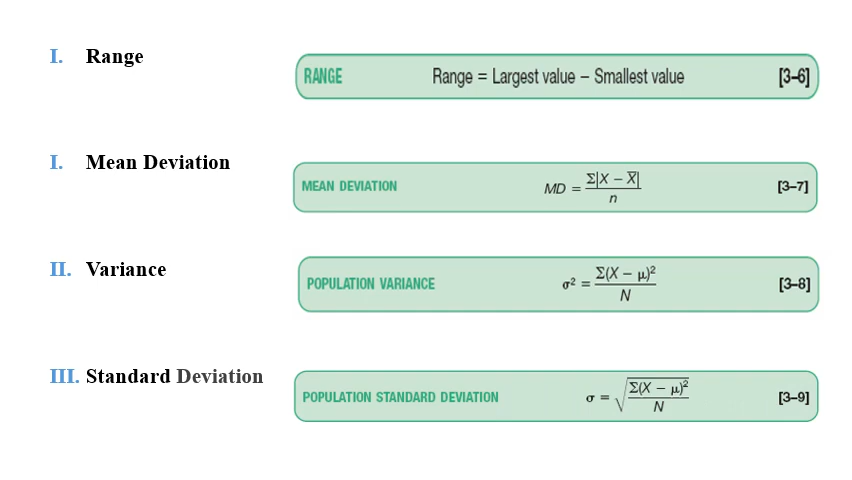 I. Range
RANGE Range = Largest value − Smallest value [3–6]
I. Mean Deviation
MEAN DEVIATION MD = Σ|X − X̅| / n [3–7]
II. Variance
POPULATION VARIANCE σ² = Σ(X − μ)² / N [3–8]
III. Standard Deviation
POPULATION STANDARD DEVIATION σ = √(Σ(X − μ)² / N) [3–9]